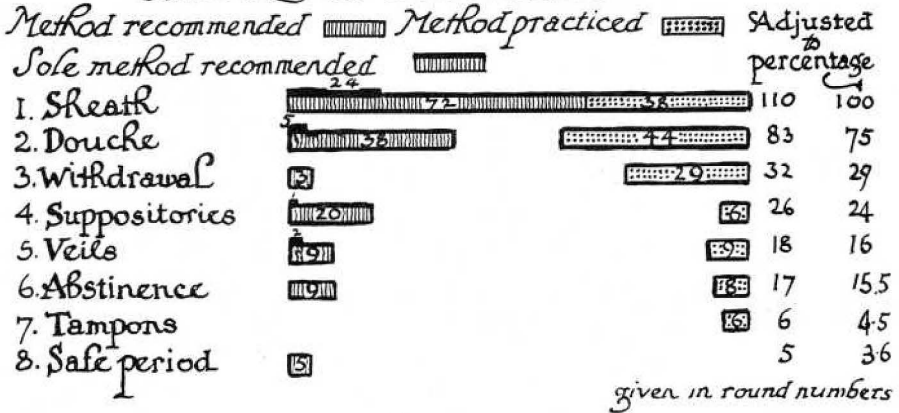 Method recommended Method practiced Adjusted
to
Sole method recommended percentage
24
1. Sheath 72 38 110 100
5
2. Douche 38 44 83 75
3. Withdrawal 3 29 32 29
4. Suppositories 20 6 26 24
2
5. Veils 9 9 18 16
6. Abstinence 9 8 17 15.5
7. Tampons 6 6 4.5
8. Safe period 5 5 3.6
given in round numbers